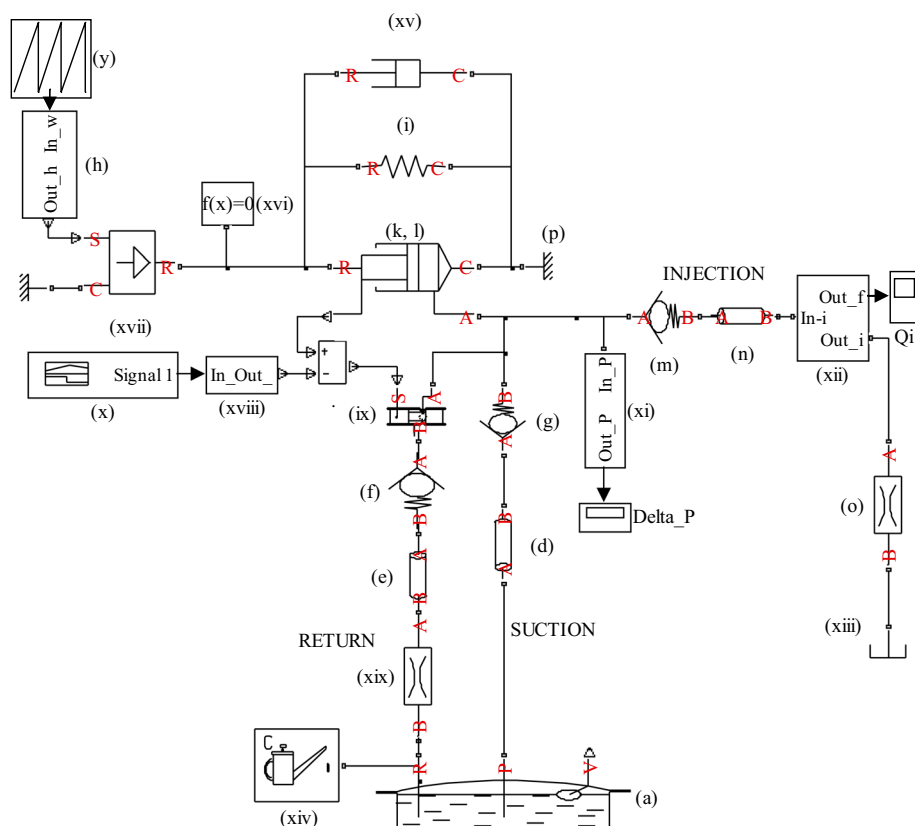 (xv)
(y)
R
C
In_w
Out_h
(h)
(i)
R
C
f(x)=0
(xvi)
(k, l)
(p)
S
R
R
C
C
INJECTION
(xvii)
A
A
B
A
B
In-i
Out_f
Out_i
Qi
(m)
(n)
(xii)
Signal 1
In_Out_
+
-
(x)
(xviii)
(ix)
S
A
B
B
(g)
A
In_P
Out_P
(xi)
A
A
(f)
B
B
(d)
Delta_P
(o)
A
(e)
B
A
B
A
RETURN
SUCTION
(xix)
(xiii)
B
C
R
P
V
(a)
(xiv)